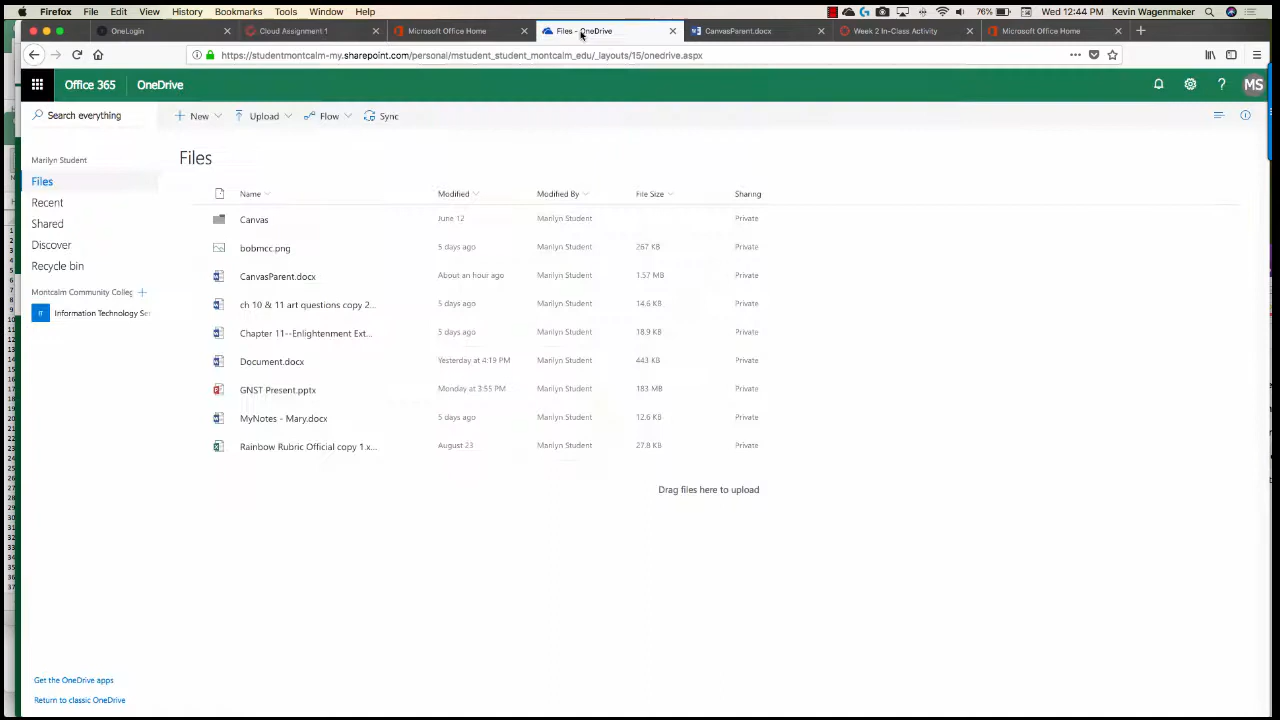 Firefox File Edit View History Bookmarks Tools Window Help 76% Wed 12:44 PM Kevin Wagenmaker
OneLogin Cloud Assignment 1 Microsoft Office Home Files - OneDrive CanvasParent.docx Week 2 In-Class Activity Microsoft Office Home
https://studentmontcalm-my.sharepoint.com/personal/mstudent_student_montcalm_edu/_layouts/15/onedrive.aspx
Office 365 OneDrive ? MS
Search everything New Upload Flow Sync
Marilyn Student
Files
Recent
Shared
Discover
Recycle bin
Montcalm Community Colleg
IT Information Technology Se
Files
Name Modified Modified By File Size Sharing
Canvas June 12 Marilyn Student Private
bobmcc.png 5 days ago Marilyn Student 267 KB Private
CanvasParent.docx About an hour ago Marilyn Student 1.57 MB Private
ch 10 & 11 art questions copy 2... 5 days ago Marilyn Student 14.6 KB Private
Chapter 11--Enlightenment Ext... 5 days ago Marilyn Student 18.9 KB Private
Document.docx Yesterday at 4:19 PM Marilyn Student 443 KB Private
GNST Present.pptx Monday at 3:55 PM Marilyn Student 183 MB Private
MyNotes - Mary.docx 5 days ago Marilyn Student 12.6 KB Private
Rainbow Rubric Official copy 1.x... August 23 Marilyn Student 27.8 KB Private
Drag files here to upload
Get the OneDrive apps
Return to classic OneDrive